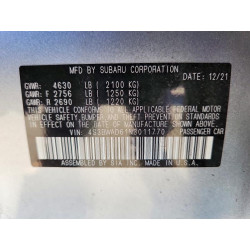 MFD. BY SUBARU CORPORATION 12/21
GVWR: 4630 LB ( 2100 KG)
GAWR: F 2756 LB ( 1250 KG)
GAWR: R 2690 LB ( 1220 KG)
THIS VEHICLE CONFORMS TO ALL APPLICABLE
FEDERAL MOTOR VEHICLE
SAFETY, BUMPER AND THEFT PREVENTION
STANDARDS IN EFFECT ON THE DATE OF
MANUFACTURE SHOWN ABOVE.
VIN PASSENGER CAR
ASSEMBLED BY S.I.A., INC. MADE IN U.S.A.